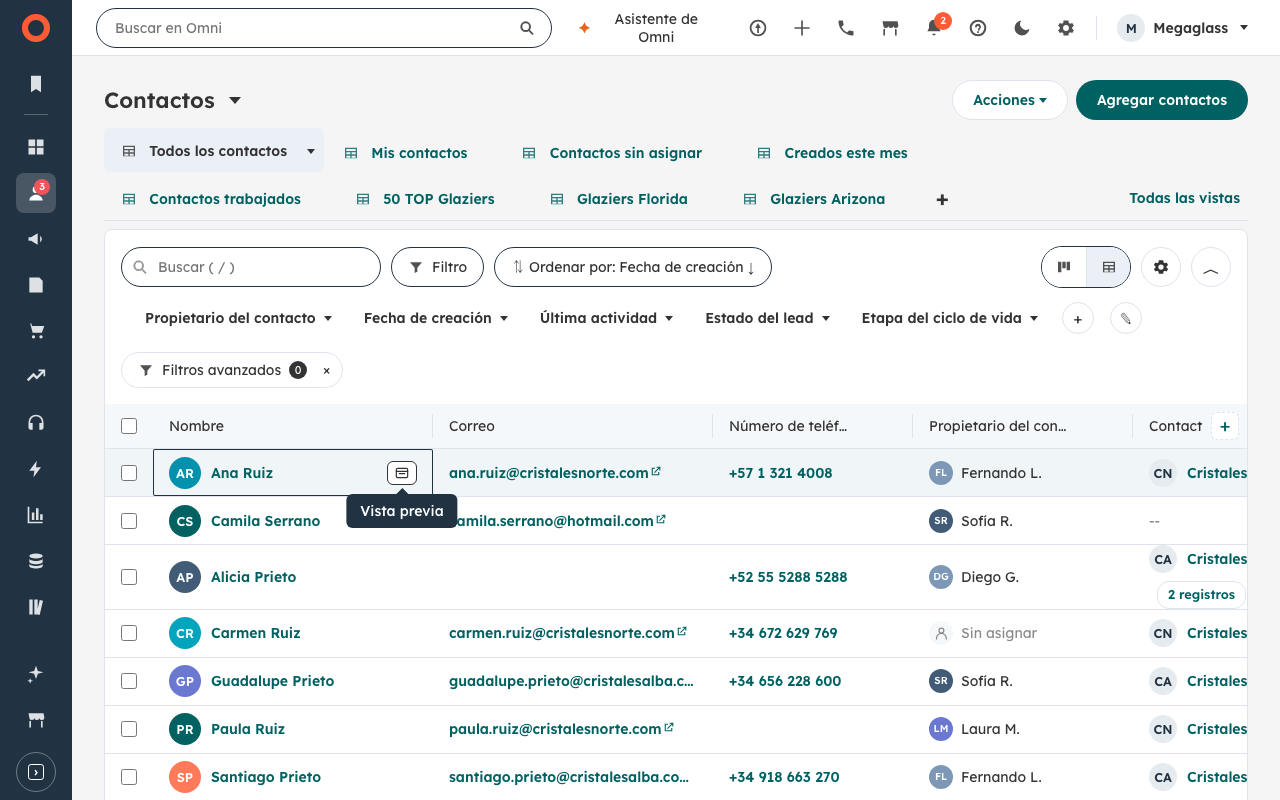 Buscar en Omni
Asistente de
Omni
2
M
Megaglass
3
Contactos
Acciones
Agregar contactos
Todos los contactos
Mis contactos
Contactos sin asignar
Creados este mes
Contactos trabajados
50 TOP Glaziers
Glaziers Florida
Glaziers Arizona
+
Todas las vistas
Buscar ( / )
Filtro
Ordenar por: Fecha de creación ↓
Propietario del contacto
Fecha de creación
Última actividad
Estado del lead
Etapa del ciclo de vida
+
Filtros avanzados 0 ×
Nombre
Correo
Número de teléf...
Propietario del con...
Contact
+
AR Ana Ruiz ana.ruiz@cristalesnorte.com +57 1 321 4008 FL Fernando L. CN Cristales
Vista previa
CS Camila Serrano camila.serrano@hotmail.com SR Sofía R. --
AP Alicia Prieto +52 55 5288 5288 DG Diego G. CA Cristales
2 registros
CR Carmen Ruiz carmen.ruiz@cristalesnorte.com +34 672 629 769 Sin asignar CN Cristales
GP Guadalupe Prieto guadalupe.prieto@cristalesalba.c... +34 656 228 600 SR Sofía R. CA Cristales
PR Paula Ruiz paula.ruiz@cristalesnorte.com LM Laura M. CN Cristales
SP Santiago Prieto santiago.prieto@cristalesalba.co... +34 918 663 270 FL Fernando L. CA Cristales